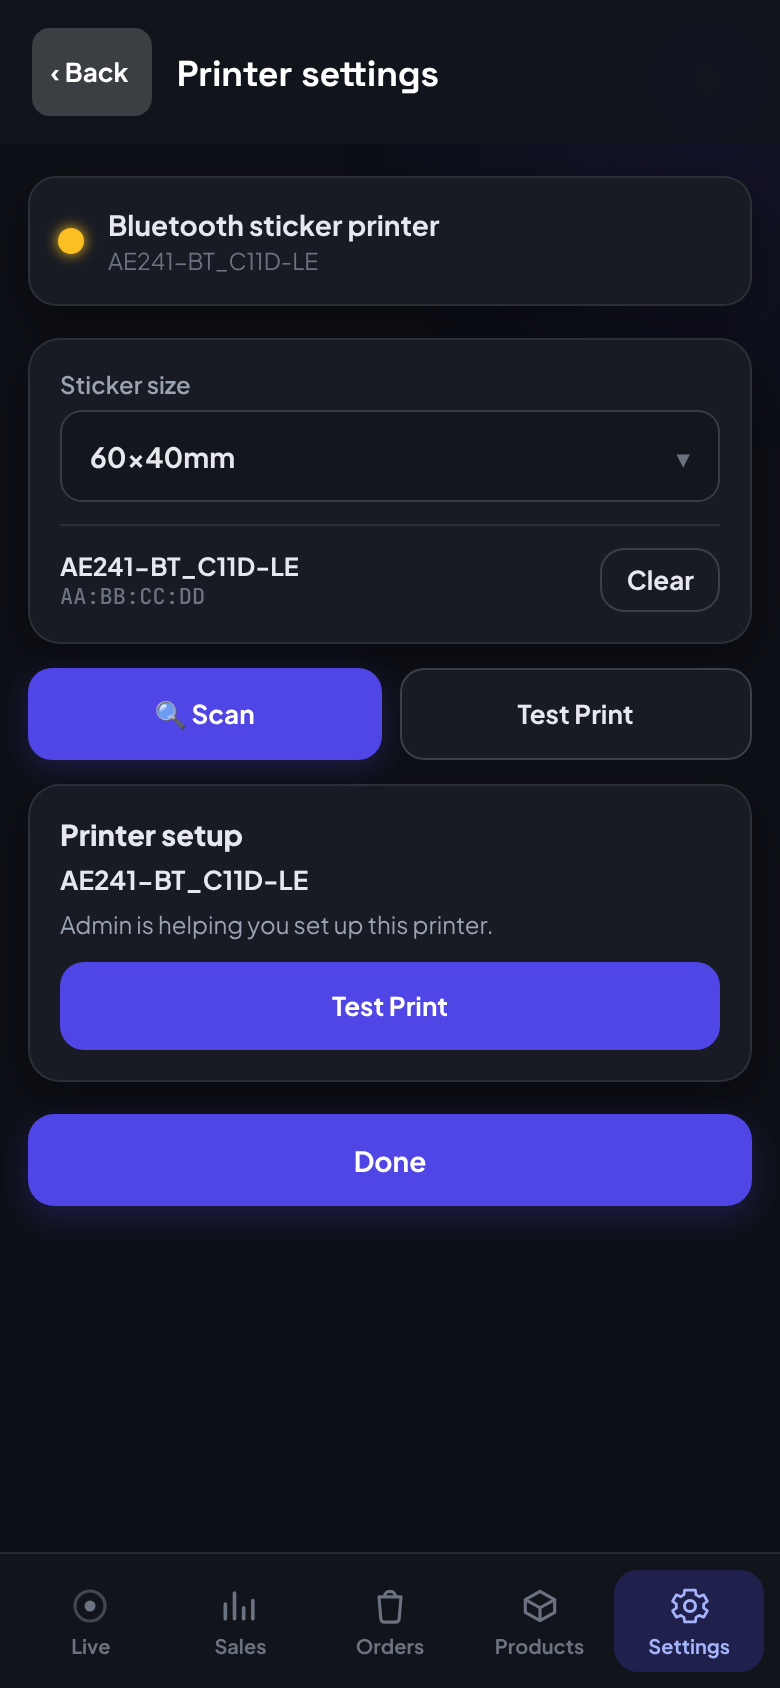 ‹ Back
Printer settings
Bluetooth sticker printer
AE241-BT_C11D-LE
Sticker size
60×40mm
AE241-BT_C11D-LE
AA:BB:CC:DD
Clear
Scan
Test Print
Printer setup
AE241-BT_C11D-LE
Admin is helping you set up this printer.
Test Print
Done
Live
Sales
Orders
Products
Settings